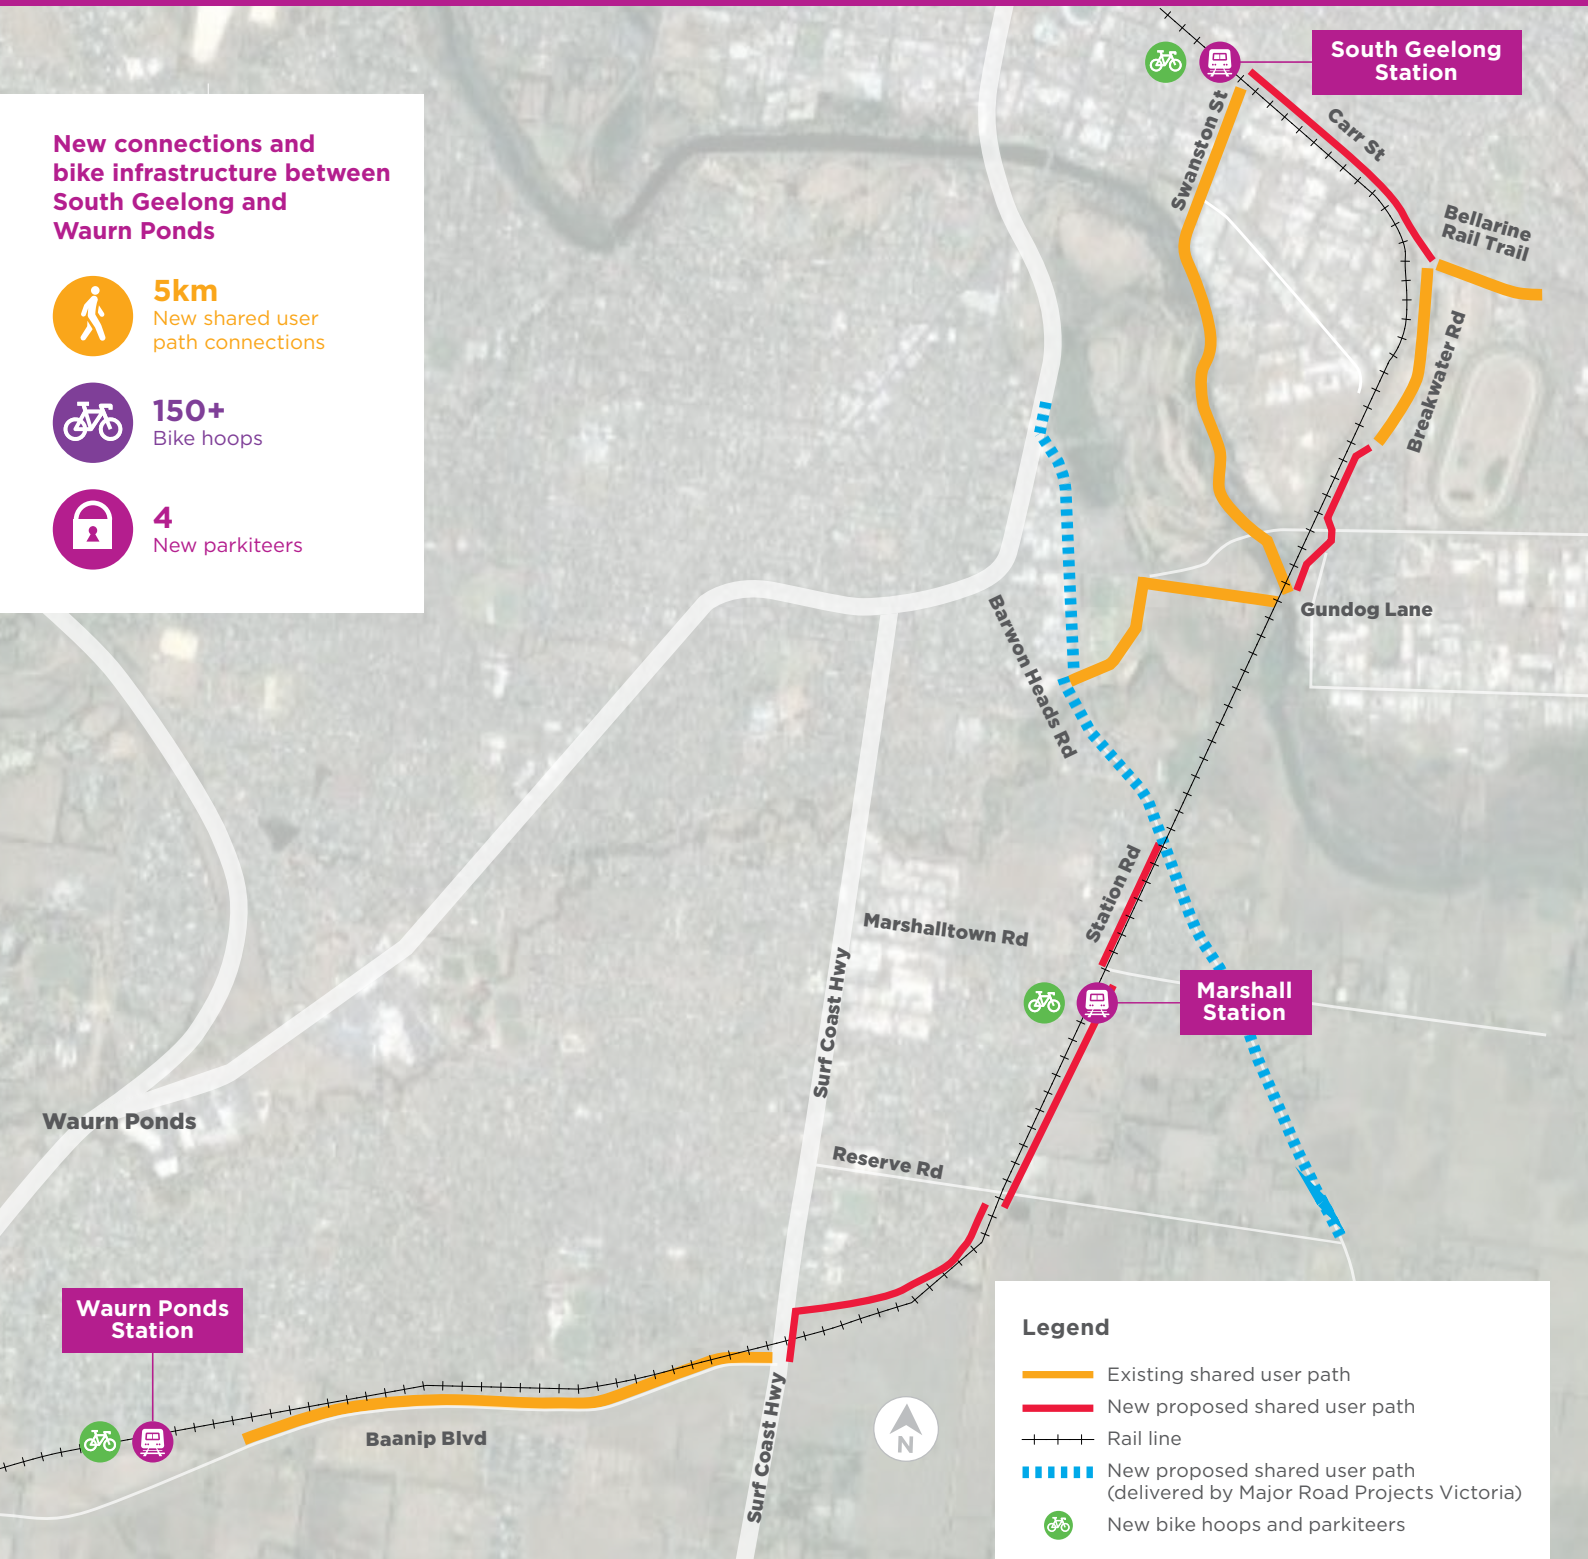 New connections and
bike infrastructure between
South Geelong and
Waurn Ponds
5km
New shared user
path connections
150+
Bike hoops
4
New parkiteers
South Geelong
Station
Swanston St
Carr St
Bellarine
Rail Trail
Breakwater Rd
Gundog Lane
Barwon Heads Rd
Station Rd
Marshalltown Rd
Marshall
Station
Surf Coast Hwy
Waurn Ponds
Reserve Rd
Waurn Ponds
Station
Baanip Blvd
Surf Coast Hwy
N
Legend
Existing shared user path
New proposed shared user path
Rail line
New proposed shared user path
(delivered by Major Road Projects Victoria)
New bike hoops and parkiteers